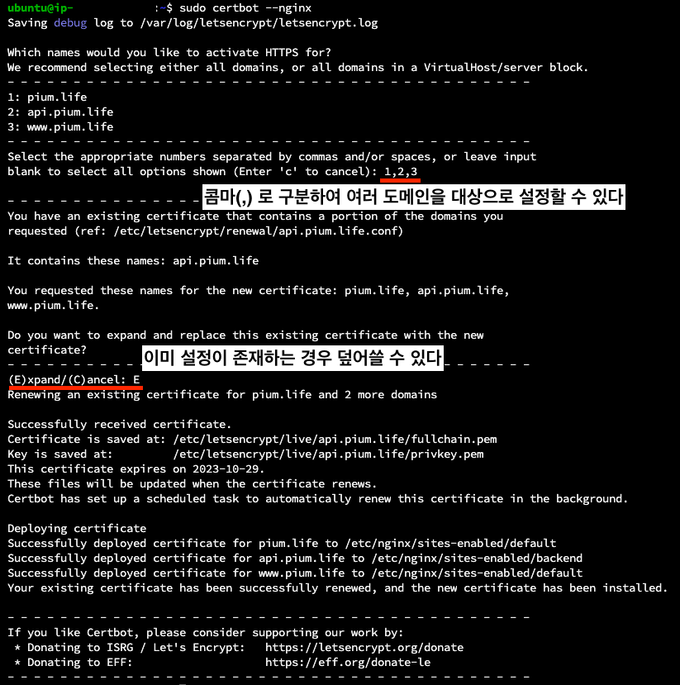 ubuntu@ip- :~$ sudo certbot --nginx
Saving debug log to /var/log/letsencrypt/letsencrypt.log
Which names would you like to activate HTTPS for?
We recommend selecting either all domains, or all domains in a VirtualHost/server block.
- - - - - - - - - - - - - - - - - - - - - - - - - - - - - - - - - - - - - - - -
1: pium.life
2: api.pium.life
3: www.pium.life
- - - - - - - - - - - - - - - - - - - - - - - - - - - - - - - - - - - - - - - -
Select the appropriate numbers separated by commas and/or spaces, or leave input
blank to select all options shown (Enter 'c' to cancel): 1,2,3
콤마(,) 로 구분하여 여러 도메인을 대상으로 설정할 수 있다
- - - - - - - - - - - - - - -
You have an existing certificate that contains a portion of the domains you
requested (ref: /etc/letsencrypt/renewal/api.pium.life.conf)
It contains these names: api.pium.life
You requested these names for the new certificate: pium.life, api.pium.life,
www.pium.life.
Do you want to expand and replace this existing certificate with the new
certificate?
이미 설정이 존재하는 경우 덮어쓸 수 있다
- - - - - - - - - - - - - - - - -
(E)xpand/(C)ancel: E
Renewing an existing certificate for pium.life and 2 more domains
Successfully received certificate.
Certificate is saved at: /etc/letsencrypt/live/api.pium.life/fullchain.pem
Key is saved at: /etc/letsencrypt/live/api.pium.life/privkey.pem
This certificate expires on 2023-10-29.
These files will be updated when the certificate renews.
Certbot has set up a scheduled task to automatically renew this certificate in the background.
Deploying certificate
Successfully deployed certificate for pium.life to /etc/nginx/sites-enabled/default
Successfully deployed certificate for api.pium.life to /etc/nginx/sites-enabled/backend
Successfully deployed certificate for www.pium.life to /etc/nginx/sites-enabled/default
Your existing certificate has been successfully renewed, and the new certificate has been installed.
- - - - - - - - - - - - - - - - - - - - - - - - - - - - - - - - - - - - - - - -
If you like Certbot, please consider supporting our work by:
* Donating to ISRG / Let's Encrypt: https://letsencrypt.org/donate
* Donating to EFF: https://eff.org/donate-le
- - - - - - - - - - - - - - - - - - - - - - - - - - - - - - - - - - - - - - - -